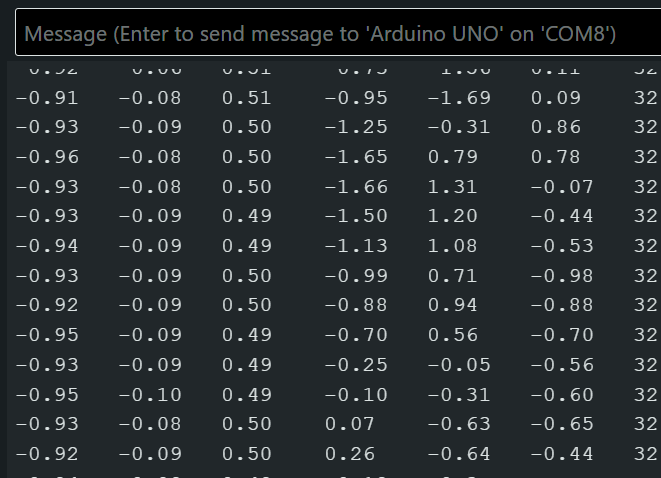 Message (Enter to send message to 'Arduino UNO' on 'COM8')
-0.91 -0.08 0.51 -0.95 -1.69 0.09 32
-0.93 -0.09 0.50 -1.25 -0.31 0.86 32
-0.96 -0.08 0.50 -1.65 0.79 0.78 32
-0.93 -0.08 0.50 -1.66 1.31 -0.07 32
-0.93 -0.09 0.49 -1.50 1.20 -0.44 32
-0.94 -0.09 0.49 -1.13 1.08 -0.53 32
-0.93 -0.09 0.50 -0.99 0.71 -0.98 32
-0.92 -0.09 0.50 -0.88 0.94 -0.88 32
-0.95 -0.09 0.49 -0.70 0.56 -0.70 32
-0.93 -0.09 0.49 -0.25 -0.05 -0.56 32
-0.95 -0.10 0.49 -0.10 -0.31 -0.60 32
-0.93 -0.08 0.50 0.07 -0.63 -0.65 32
-0.92 -0.09 0.50 0.26 -0.64 -0.44 32